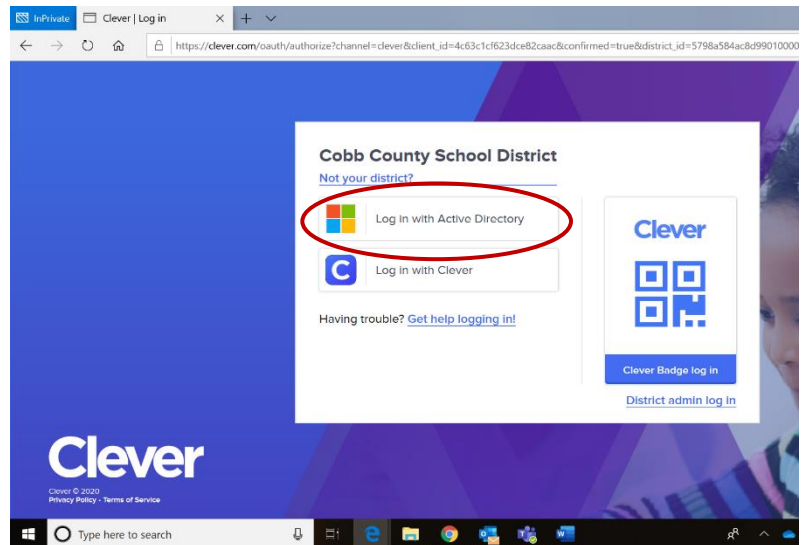 InPrivate Clever | Log in
https://clever.com/oauth/authorize?channel=clever&client_id=4c63c1cf623dce82caac&confirmed=true&district_id=5798a584ac8d99010000
Cobb County School District
Not your district?
Log in with Active Directory
Log in with Clever
Having trouble? Get help logging in!
Clever
Clever Badge log in
District admin log in
Clever
Clever © 2020
Privacy Policy - Terms of Service
Type here to search